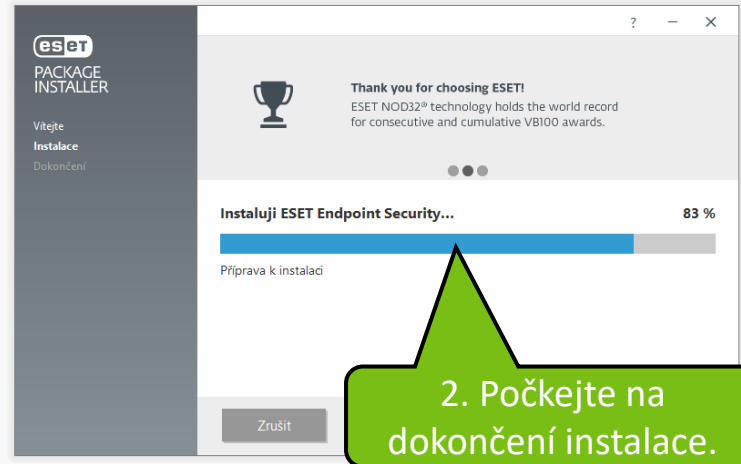 eset
PACKAGE
INSTALLER
Vítejte
Instalace
Dokončení
?
Thank you for choosing ESET!
ESET NOD32® technology holds the world record
for consecutive and cumulative VB100 awards.
Instaluji ESET Endpoint Security... 83 %
Příprava k instalaci
Zrušit
2. Počkejte na
dokončení instalace.